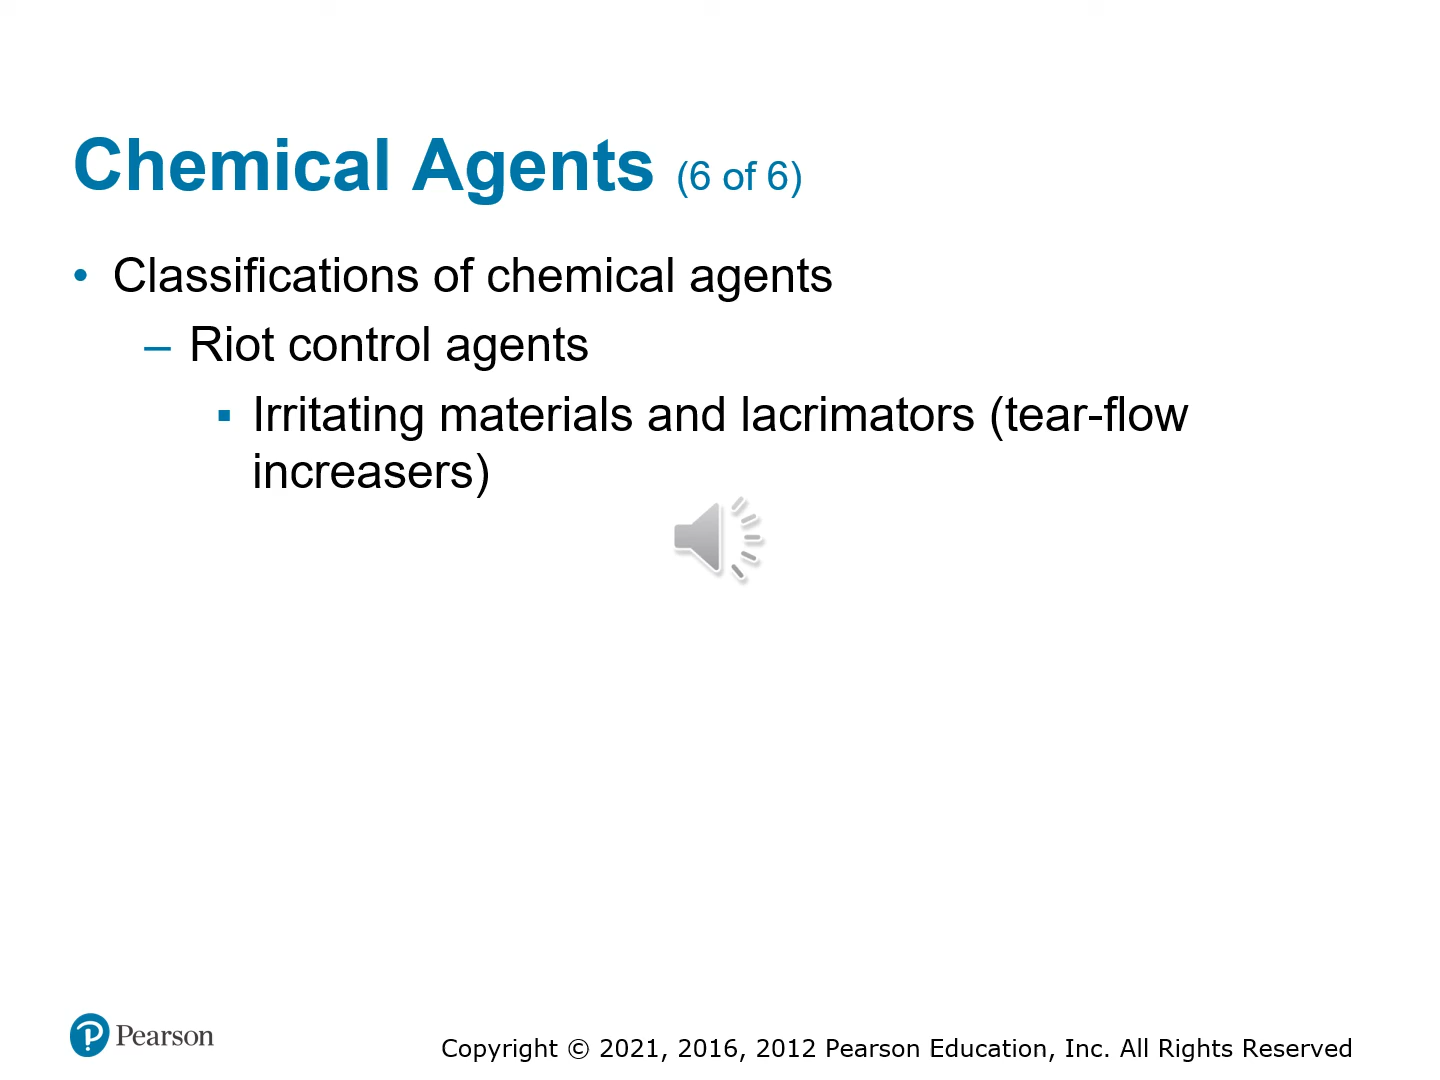 Chemical Agents (6 of 6)
• Classifications of chemical agents
– Riot control agents
▪ Irritating materials and lacrimators (tear-flow
increasers)
Pearson
Copyright © 2021, 2016, 2012 Pearson Education, Inc. All Rights Reserved